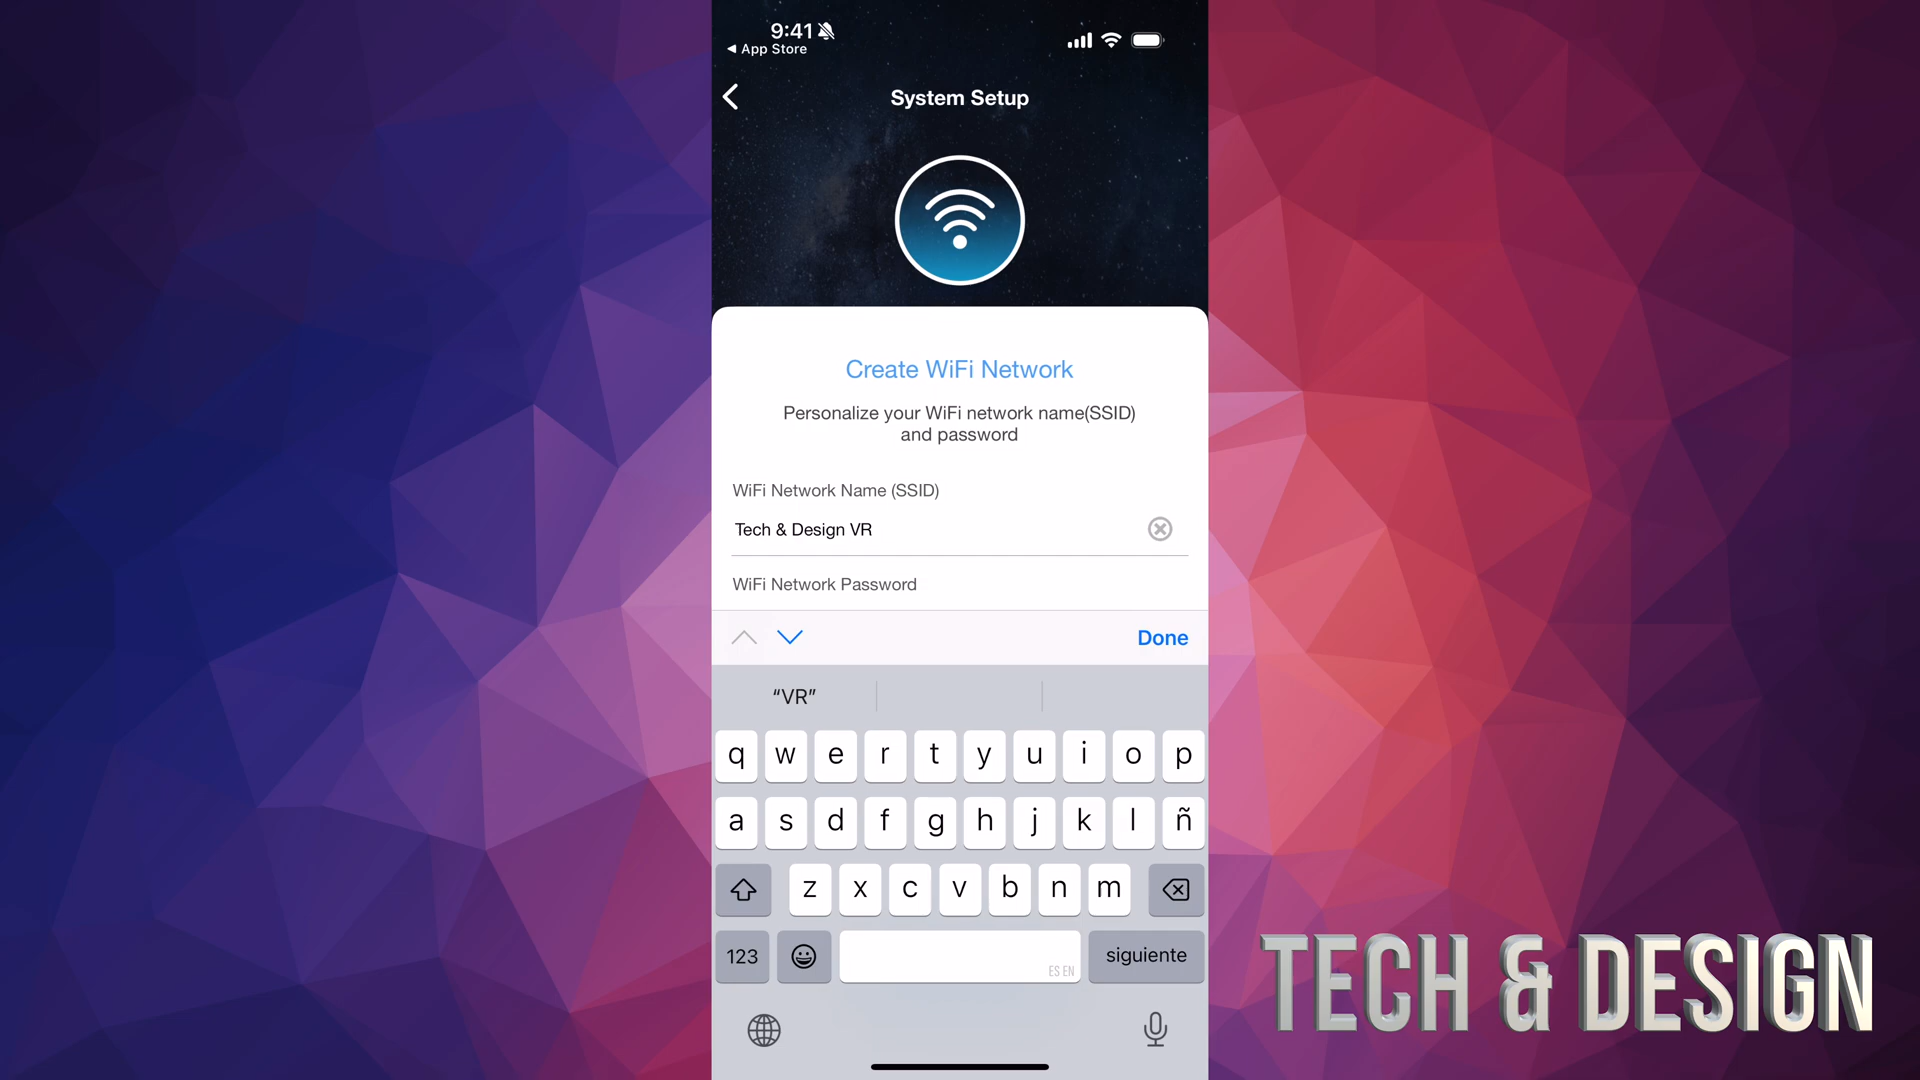 9:41
◀ App Store
System Setup
Create WiFi Network
Personalize your WiFi network name(SSID)
and password
WiFi Network Name (SSID)
Tech & Design VR
WiFi Network Password
Done
“VR”
q w e r t y u i o p
a s d f g h j k l ñ
z x c v b n m
123
ES EN
siguiente
TECH & DESIGN